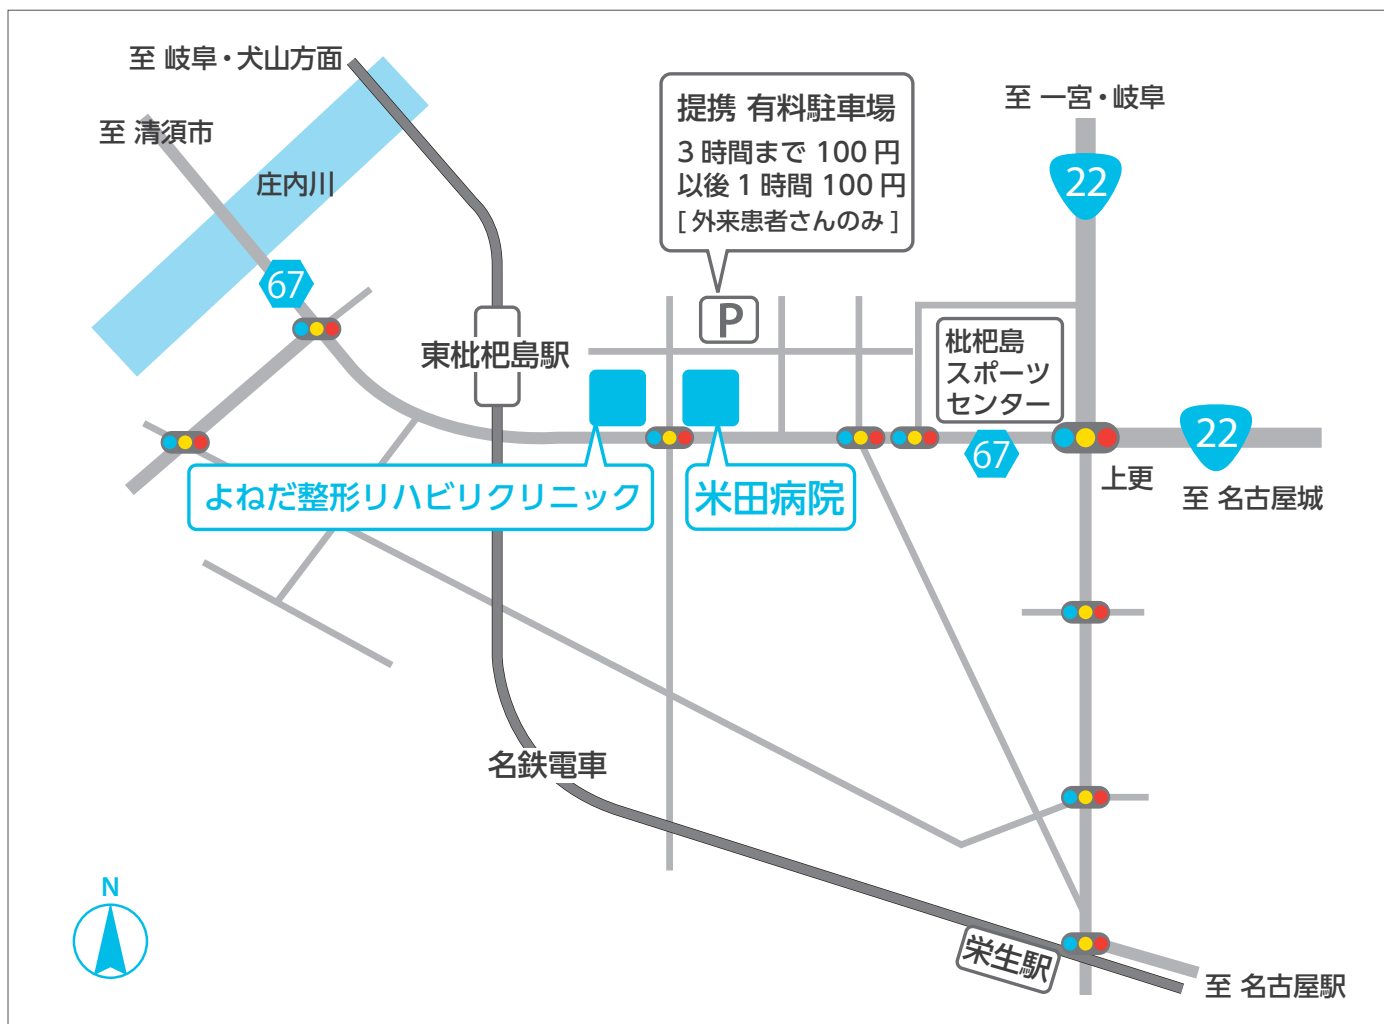 至 岐阜・犬山方面
至 清須市
庄内川
67
提携 有料駐車場
3 時間まで 100 円
以後 1 時間 100 円
[ 外来患者さんのみ ]
P
至 一宮・岐阜
22
東枇杷島駅
枇杷島
スポーツ
センター
67
22
上更
至 名古屋城
よねだ整形リハビリクリニック
米田病院
名鉄電車
N
栄生駅
至 名古屋駅